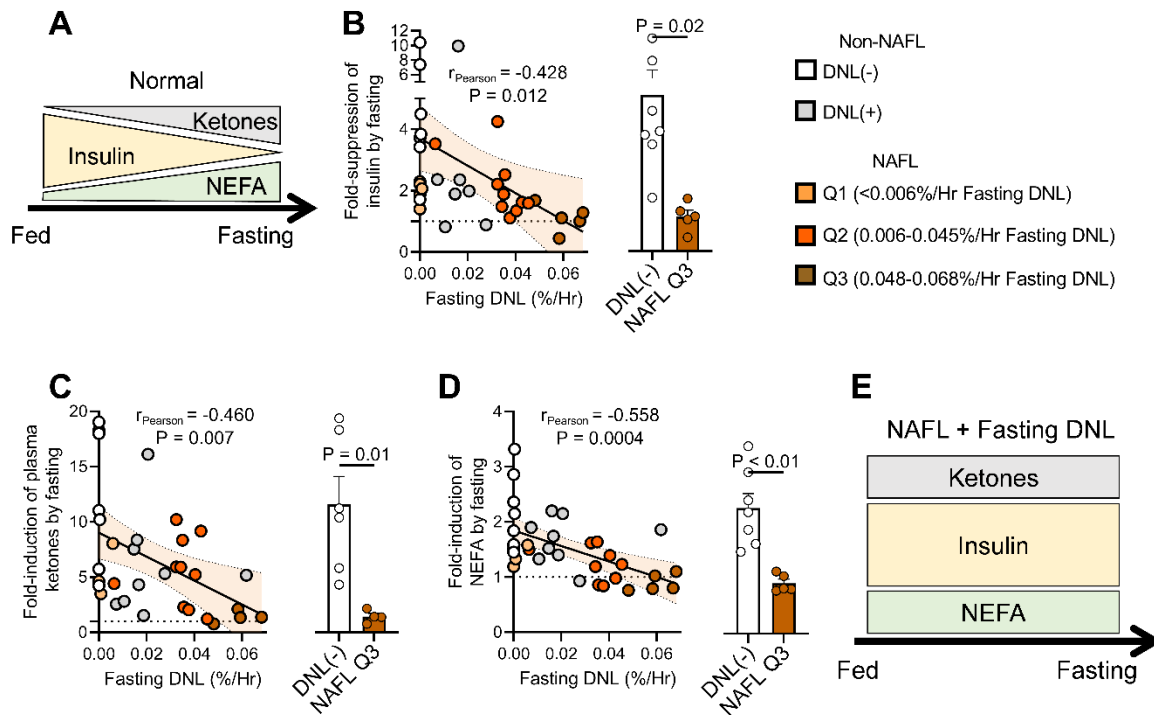 A
Normal
Ketones
Insulin
NEFA
Fed
Fasting
B
Fold-suppression of
insulin by fasting
12
10
8
6
4
2
0
rPearson = -0.428
P = 0.012
0.00
0.02
0.04
0.06
Fasting DNL (%/Hr)
P = 0.02
DNL(-)
NAFL Q3
Non-NAFL
DNL(-)
DNL(+)
NAFL
Q1 (<0.006%/Hr Fasting DNL)
Q2 (0.006-0.045%/Hr Fasting DNL)
Q3 (0.048-0.068%/Hr Fasting DNL)
C
Fold-induction of plasma
ketones by fasting
20
15
10
5
0
rPearson = -0.460
P = 0.007
0.00
0.02
0.04
0.06
Fasting DNL (%/Hr)
P = 0.01
DNL(-)
NAFL Q3
D
Fold-induction of
NEFA by fasting
4
3
2
1
0
rPearson = -0.558
P = 0.0004
0.00
0.02
0.04
0.06
Fasting DNL (%/Hr)
P < 0.01
DNL(-)
NAFL Q3
E
NAFL + Fasting DNL
Ketones
Insulin
NEFA
Fed
Fasting